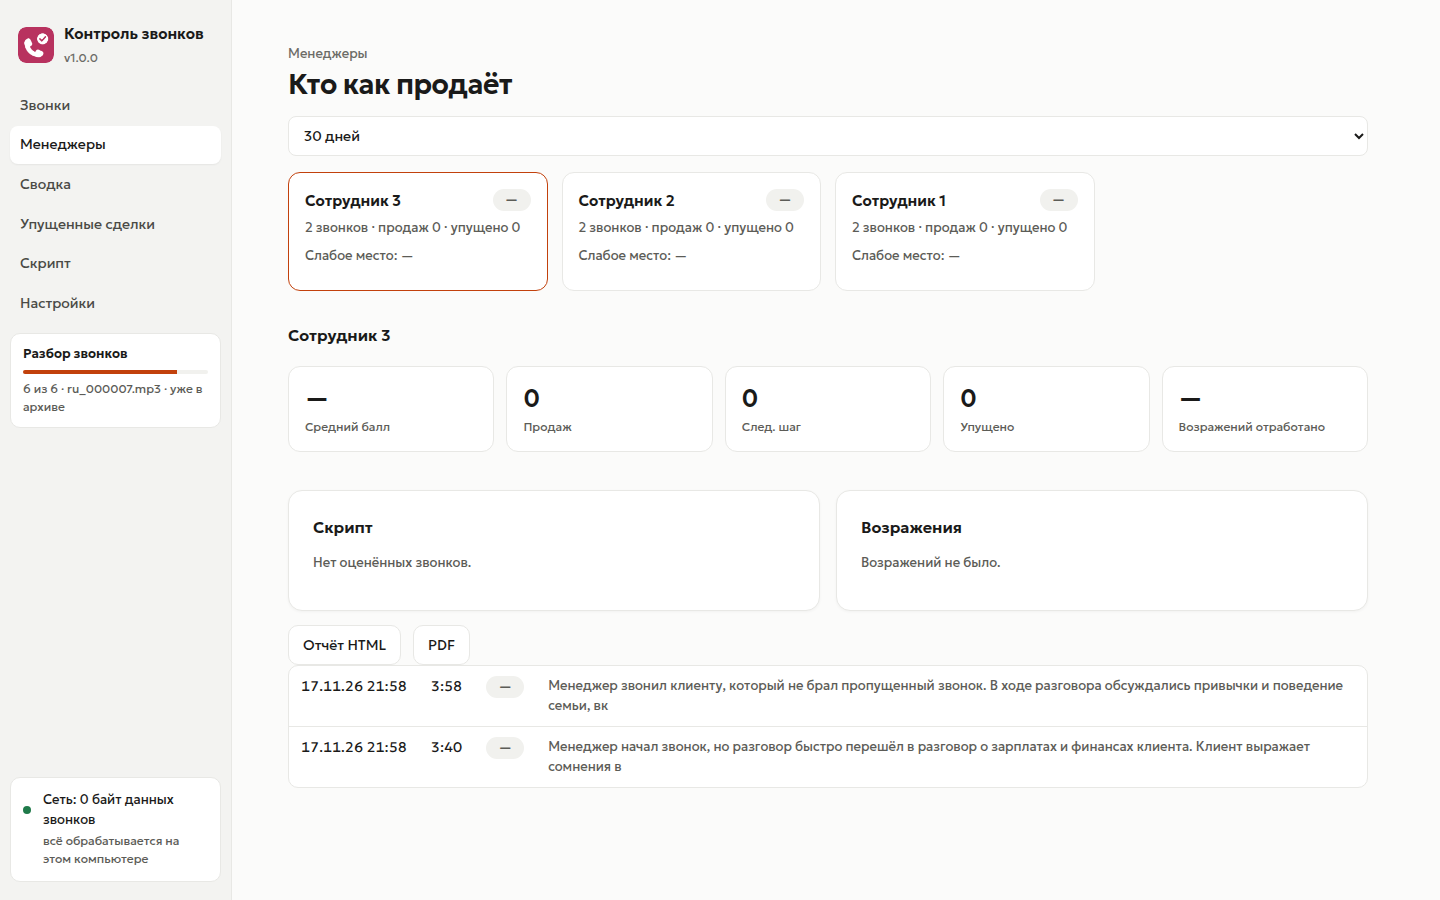 Контроль звонков
v1.0.0
Звонки
Менеджеры
Сводка
Упущенные сделки
Скрипт
Настройки
Разбор звонков
6 из 6 · ru_000007.mp3 · уже в
архиве
Сеть: 0 байт данных
звонков
всё обрабатывается на
этом компьютере
Менеджеры
Кто как продаёт
30 дней
Сотрудник 3 —
2 звонков · продаж 0 · упущено 0
Слабое место: —
Сотрудник 2 —
2 звонков · продаж 0 · упущено 0
Слабое место: —
Сотрудник 1 —
2 звонков · продаж 0 · упущено 0
Слабое место: —
Сотрудник 3
—
Средний балл
0
Продаж
0
След. шаг
0
Упущено
—
Возражений отработано
Скрипт
Нет оценённых звонков.
Возражения
Возражений не было.
Отчёт HTML
PDF
17.11.26 21:58 3:58 — Менеджер звонил клиенту, который не брал пропущенный звонок. В ходе разговора обсуждались привычки и поведение
семьи, вк
17.11.26 21:58 3:40 — Менеджер начал звонок, но разговор быстро перешёл в разговор о зарплатах и финансах клиента. Клиент выражает
сомнения в